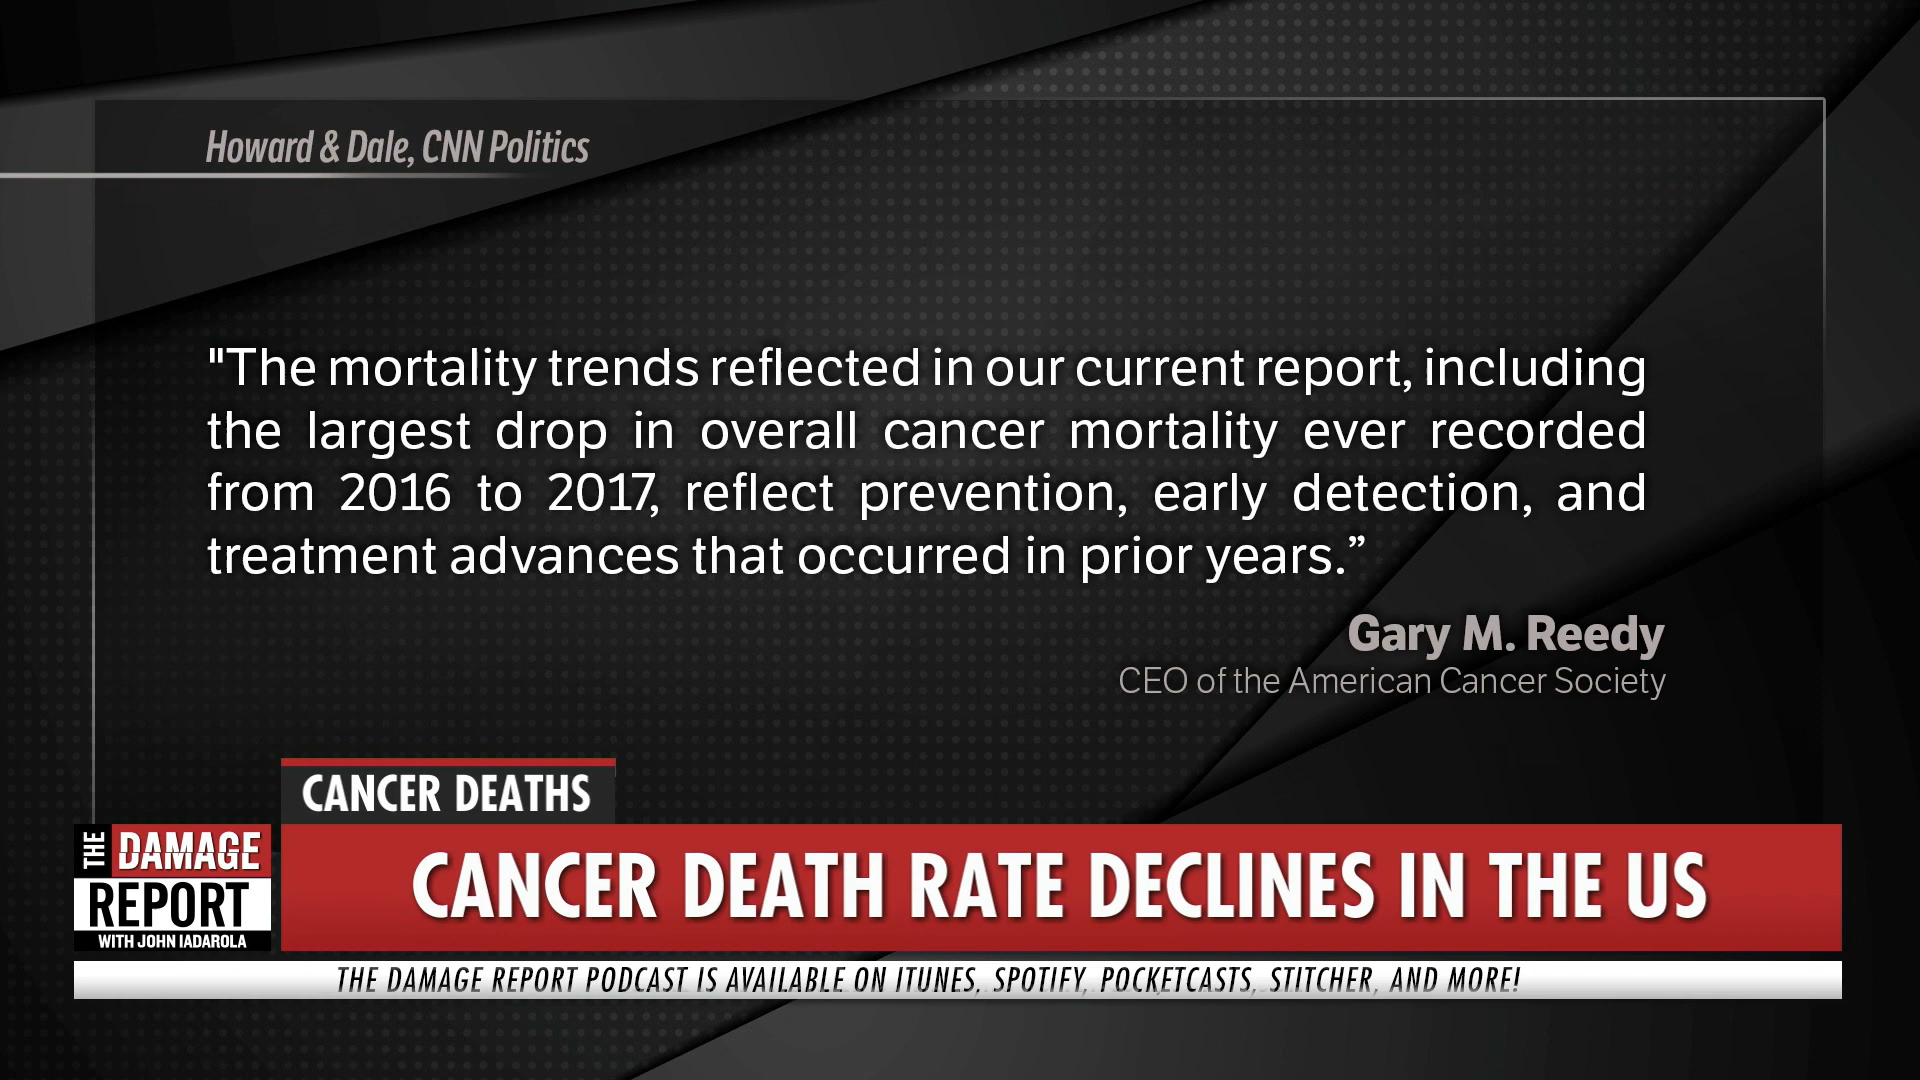 Howard & Dale, CNN Politics
"The mortality trends reflected in our current report, including
the largest drop in overall cancer mortality ever recorded
from 2016 to 2017, reflect prevention, early detection, and
treatment advances that occurred in prior years.”
Gary M. Reedy
CEO of the American Cancer Society
CANCER DEATHS
THE DAMAGE
REPORT
WITH JOHN IADAROLA
CANCER DEATH RATE DECLINES IN THE US
THE DAMAGE REPORT PODCAST IS AVAILABLE ON ITUNES, SPOTIFY, POCKETCASTS, STITCHER, AND MORE!